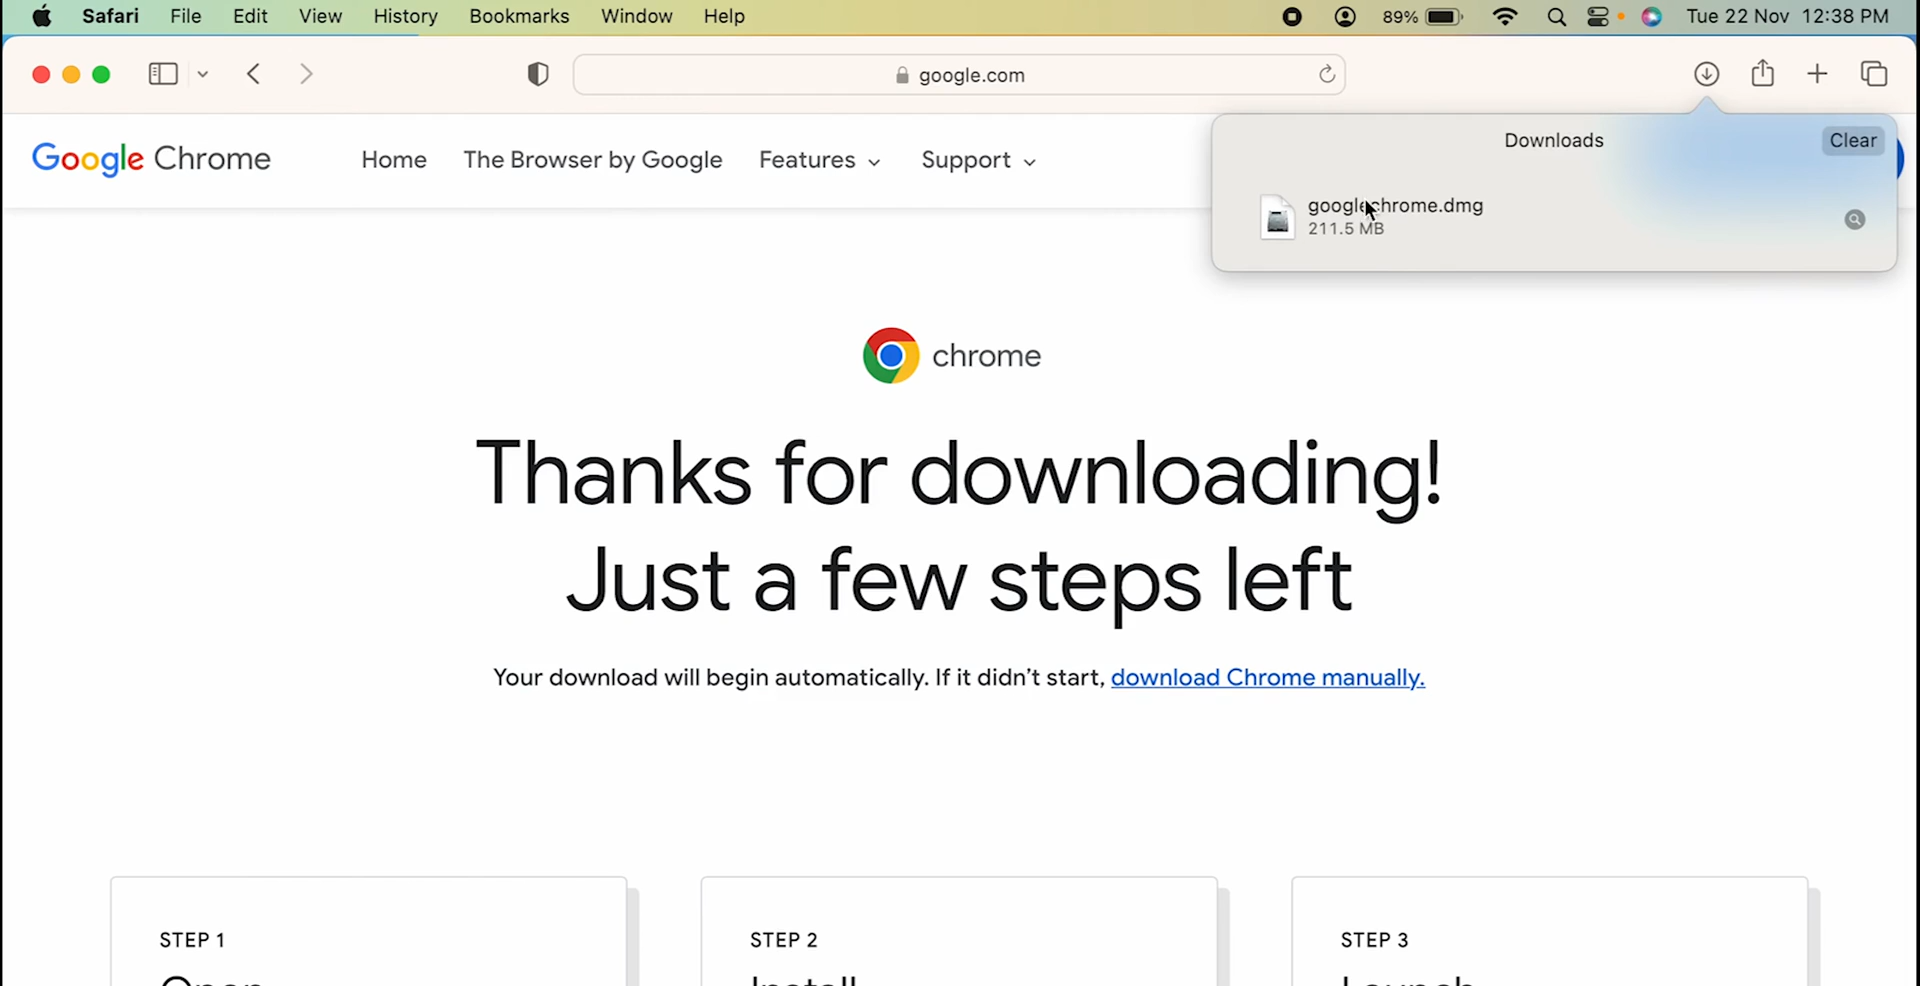 Safari File Edit View History Bookmarks Window Help 89% Tue 22 Nov 12:38 PM
google.com
Google Chrome Home The Browser by Google Features Support
Downloads Clear
googlechrome.dmg
211.5 MB
chrome
Thanks for downloading!
Just a few steps left
Your download will begin automatically. If it didn't start, download Chrome manually.
STEP 1 STEP 2 STEP 3
Open Install Launch